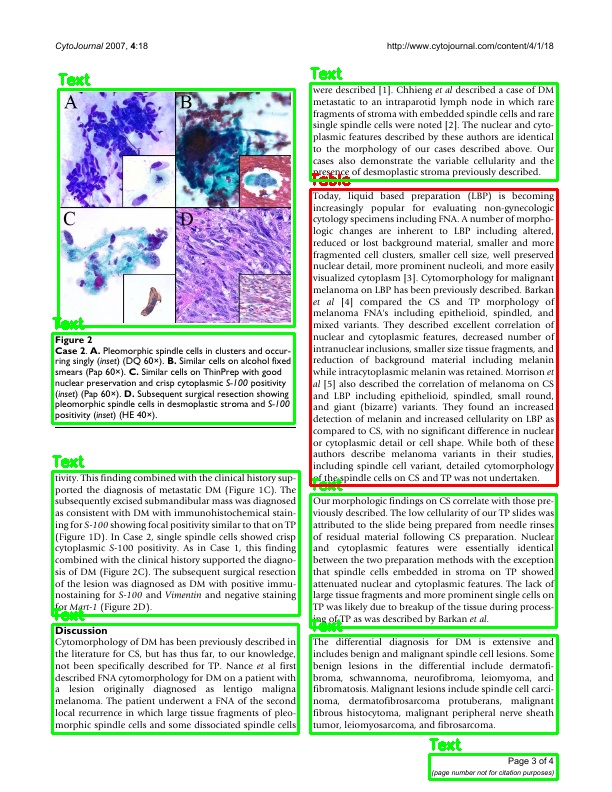 CytoJournal 2007, 4:18
http://www.cytojournal.com/content/4/1/18
Text
A
B
C
D
Text
Figure 2
Case 2. A. Pleomorphic spindle cells in clusters and occur-
ring singly (inset) (DQ 60×). B. Similar cells on alcohol fixed
smears (Pap 60×). C. Similar cells on ThinPrep with good
nuclear preservation and crisp cytoplasmic S-100 positivity
(inset) (Pap 60×). D. Subsequent surgical resection showing
pleomorphic spindle cells in desmoplastic stroma and S-100
positivity (inset) (HE 40×).
Text
tivity. This finding combined with the clinical history sup-
ported the diagnosis of metastatic DM (Figure 1C). The
subsequently excised submandibular mass was diagnosed
as consistent with DM with immunohistochemical stain-
ing for S-100 showing focal positivity similar to that on TP
(Figure 1D). In Case 2, single spindle cells showed crisp
cytoplasmic S-100 positivity. As in Case 1, this finding
combined with the clinical history supported the diagno-
sis of DM (Figure 2C). The subsequent surgical resection
of the lesion was diagnosed as DM with positive immu-
nostaining for S-100 and Vimentin and negative staining
for Mart-1 (Figure 2D).
Text
Discussion
Cytomorphology of DM has been previously described in
the literature for CS, but has thus far, to our knowledge,
not been specifically described for TP. Nance et al first
described FNA cytomorphology for DM on a patient with
a lesion originally diagnosed as lentigo maligna
melanoma. The patient underwent a FNA of the second
local recurrence in which large tissue fragments of pleo-
morphic spindle cells and some dissociated spindle cells
Text
were described [1]. Chhieng et al described a case of DM
metastatic to an intraparotid lymph node in which rare
fragments of stroma with embedded spindle cells and rare
single spindle cells were noted [2]. The nuclear and cyto-
plasmic features described by these authors are identical
to the morphology of our cases described above. Our
cases also demonstrate the variable cellularity and the
presence of desmoplastic stroma previously described.
Table
Today, liquid based preparation (LBP) is becoming
increasingly popular for evaluating non-gynecologic
cytology specimens including FNA. A number of morpho-
logic changes are inherent to LBP including altered,
reduced or lost background material, smaller and more
fragmented cell clusters, smaller cell size, well preserved
nuclear detail, more prominent nucleoli, and more easily
visualized cytoplasm [3]. Cytomorphology for malignant
melanoma on LBP has been previously described. Barkan
et al [4] compared the CS and TP morphology of
melanoma FNA's including epithelioid, spindled, and
mixed variants. They described excellent correlation of
nuclear and cytoplasmic features, decreased number of
intranuclear inclusions, smaller size tissue fragments, and
reduction of background material including melanin
while intracytoplasmic melanin was retained. Morrison et
al [5] also described the correlation of melanoma on CS
and LBP including epithelioid, spindled, small round,
and giant (bizarre) variants. They found an increased
detection of melanin and increased cellularity on LBP as
compared to CS, with no significant difference in nuclear
or cytoplasmic detail or cell shape. While both of these
authors describe melanoma variants in their studies,
including spindle cell variant, detailed cytomorphology
of the spindle cells on CS and TP was not undertaken.
Text
Our morphologic findings on CS correlate with those pre-
viously described. The low cellularity of our TP slides was
attributed to the slide being prepared from needle rinses
of residual material following CS preparation. Nuclear
and cytoplasmic features were essentially identical
between the two preparation methods with the exception
that spindle cells embedded in stroma on TP showed
attenuated nuclear and cytoplasmic features. The lack of
large tissue fragments and more prominent single cells on
TP was likely due to breakup of the tissue during process-
ing of TP as was described by Barkan et al.
Text
The differential diagnosis for DM is extensive and
includes benign and malignant spindle cell lesions. Some
benign lesions in the differential include dermatofi-
broma, schwannoma, neurofibroma, leiomyoma, and
fibromatosis. Malignant lesions include spindle cell carci-
noma, dermatofibrosarcoma protuberans, malignant
fibrous histocytoma, malignant peripheral nerve sheath
tumor, leiomyosarcoma, and fibrosarcoma.
Text
Page 3 of 4
(page number not for citation purposes)